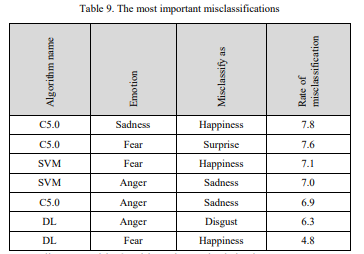 Table 9. The most important misclassifications
Algorithm name Emotion Misclassify as Rate of misclassification
C5.0 Sadness Happiness 7.8
C5.0 Fear Surprise 7.6
SVM Fear Happiness 7.1
SVM Anger Sadness 7.0
C5.0 Anger Sadness 6.9
DL Anger Disgust 6.3
DL Fear Happiness 4.8